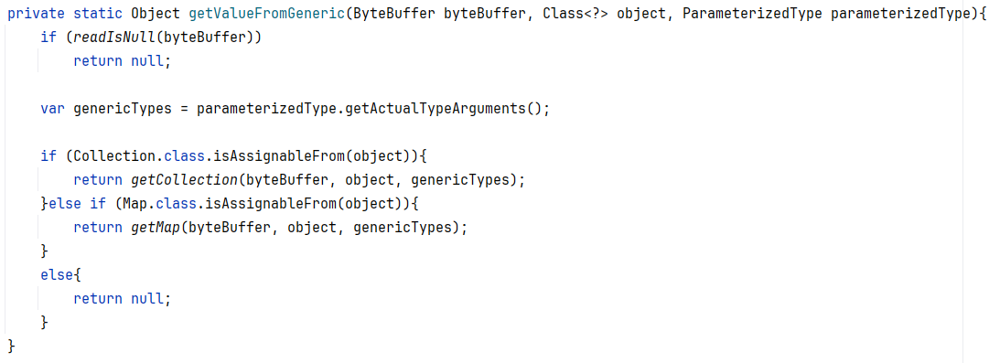 private static Object getValueFromGeneric(ByteBuffer byteBuffer, Class<?> object, ParameterizedType parameterizedType){
    if (readIsNull(byteBuffer))
        return null;

    var genericTypes = parameterizedType.getActualTypeArguments();

    if (Collection.class.isAssignableFrom(object)){
        return getCollection(byteBuffer, object, genericTypes);
    }else if (Map.class.isAssignableFrom(object)){
        return getMap(byteBuffer, object, genericTypes);
    }
    else{
        return null;
    }
}